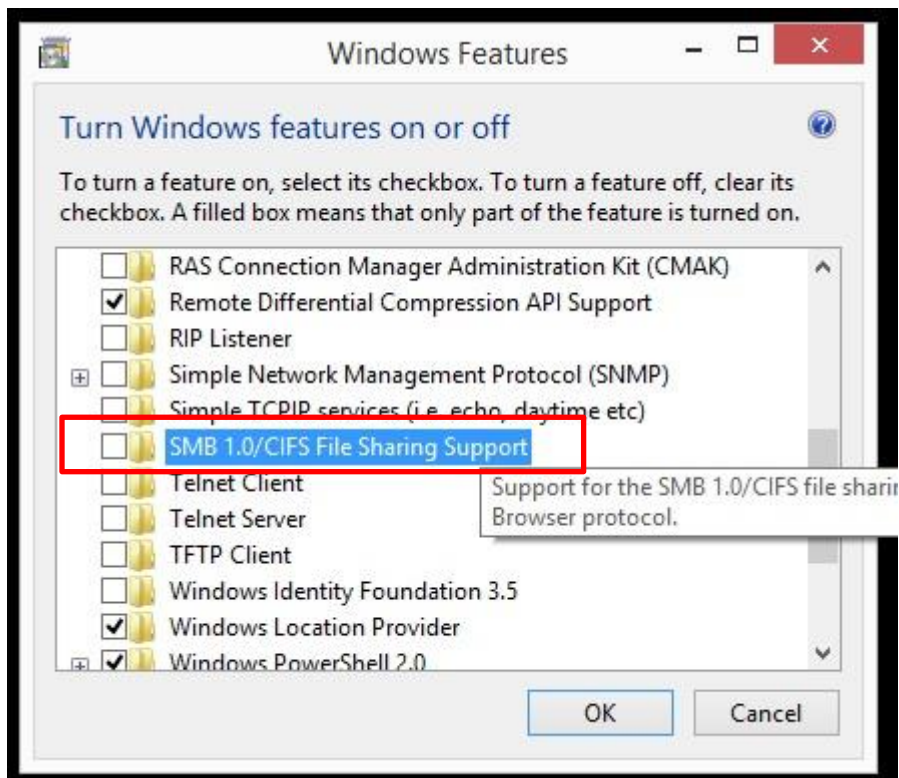 Windows Features
Turn Windows features on or off
To turn a feature on, select its checkbox. To turn a feature off, clear its
checkbox. A filled box means that only part of the feature is turned on.
RAS Connection Manager Administration Kit (CMAK)
Remote Differential Compression API Support
RIP Listener
Simple Network Management Protocol (SNMP)
Simple TCPIP services (i.e. echo, daytime etc)
SMB 1.0/CIFS File Sharing Support
Telnet Client
Support for the SMB 1.0/CIFS file sharin
Browser protocol.
Telnet Server
TFTP Client
Windows Identity Foundation 3.5
Windows Location Provider
Windows PowerShell 2.0
OK
Cancel